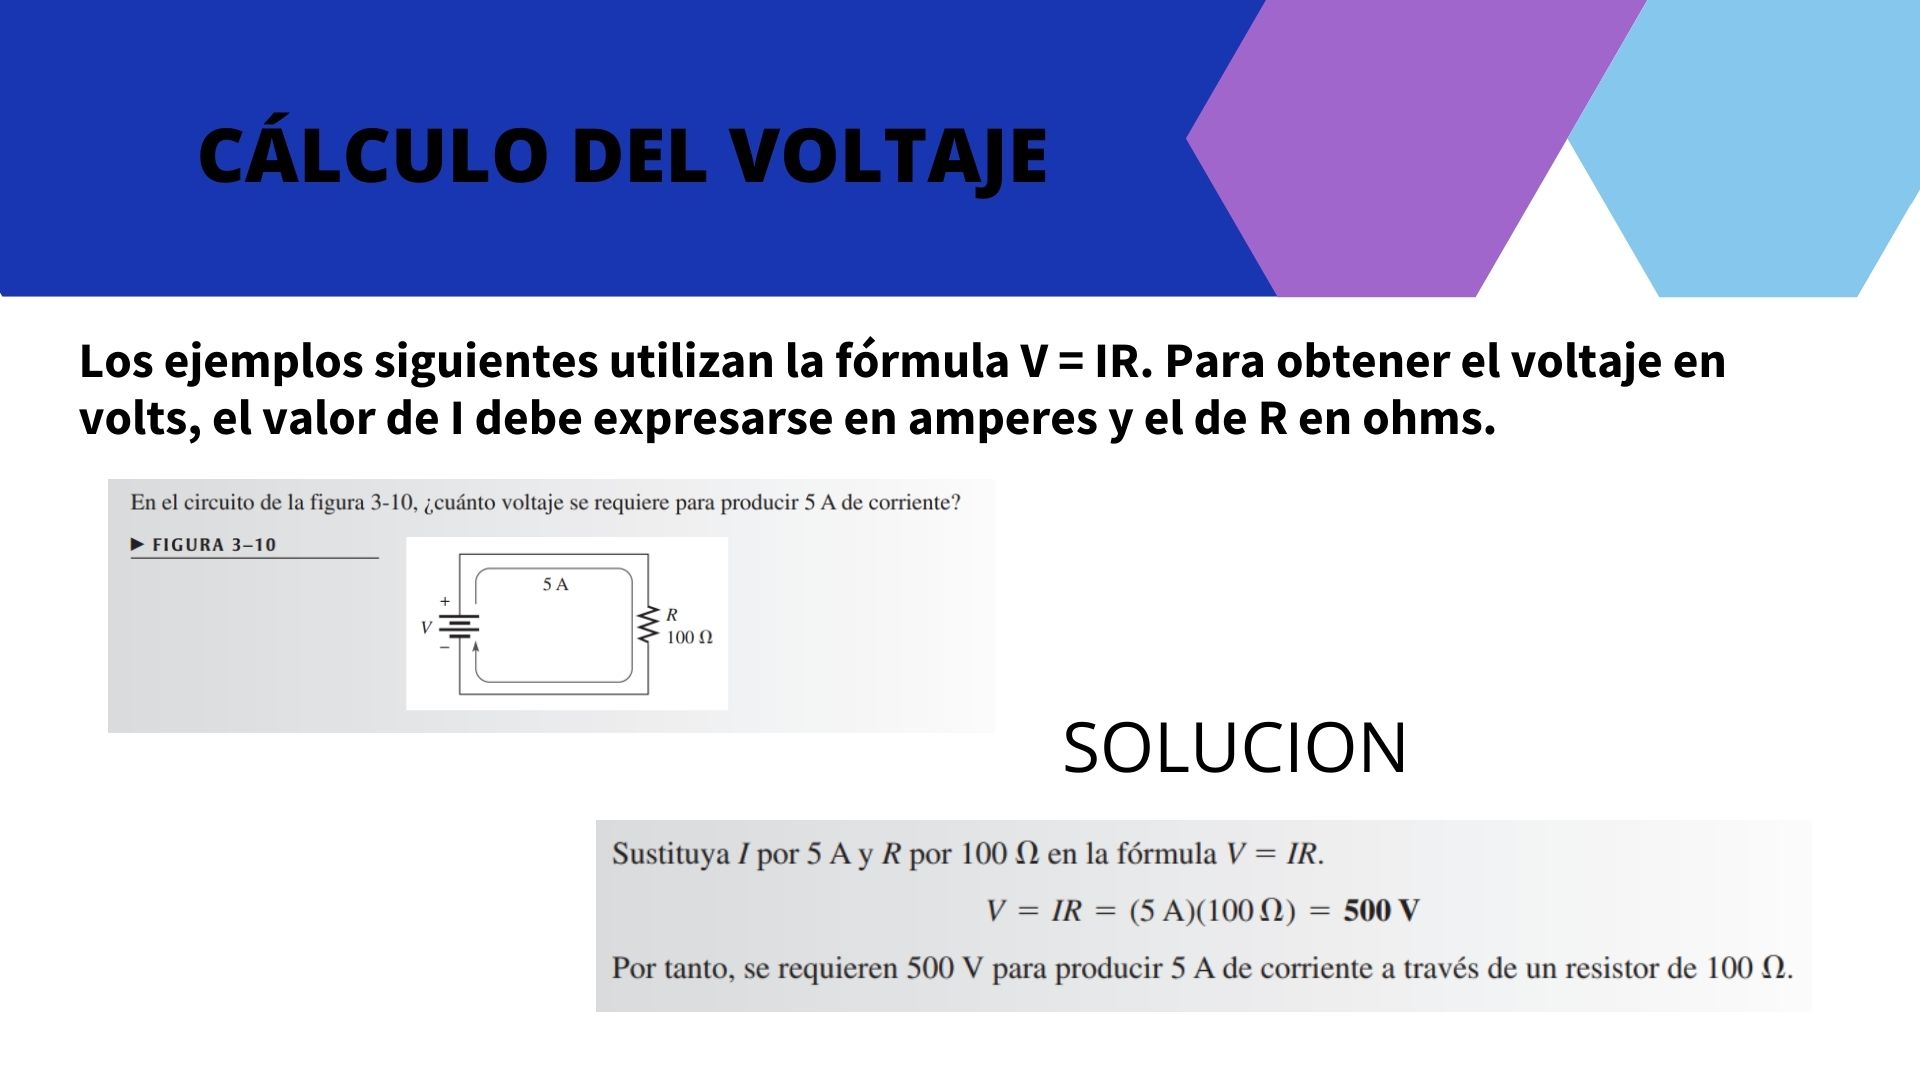 CÁLCULO DEL VOLTAJE
Los ejemplos siguientes utilizan la fórmula V = IR. Para obtener el voltaje en
volts, el valor de I debe expresarse en amperes y el de R en ohms.
En el circuito de la figura 3-10, ¿cuánto voltaje se requiere para producir 5 A de corriente?
▶ FIGURA 3–10
5 A
+
V
−
R
100 Ω
SOLUCION
Sustituya I por 5 A y R por 100 Ω en la fórmula V = IR.
V = IR = (5 A)(100 Ω) = 500 V
Por tanto, se requieren 500 V para producir 5 A de corriente a través de un resistor de 100 Ω.